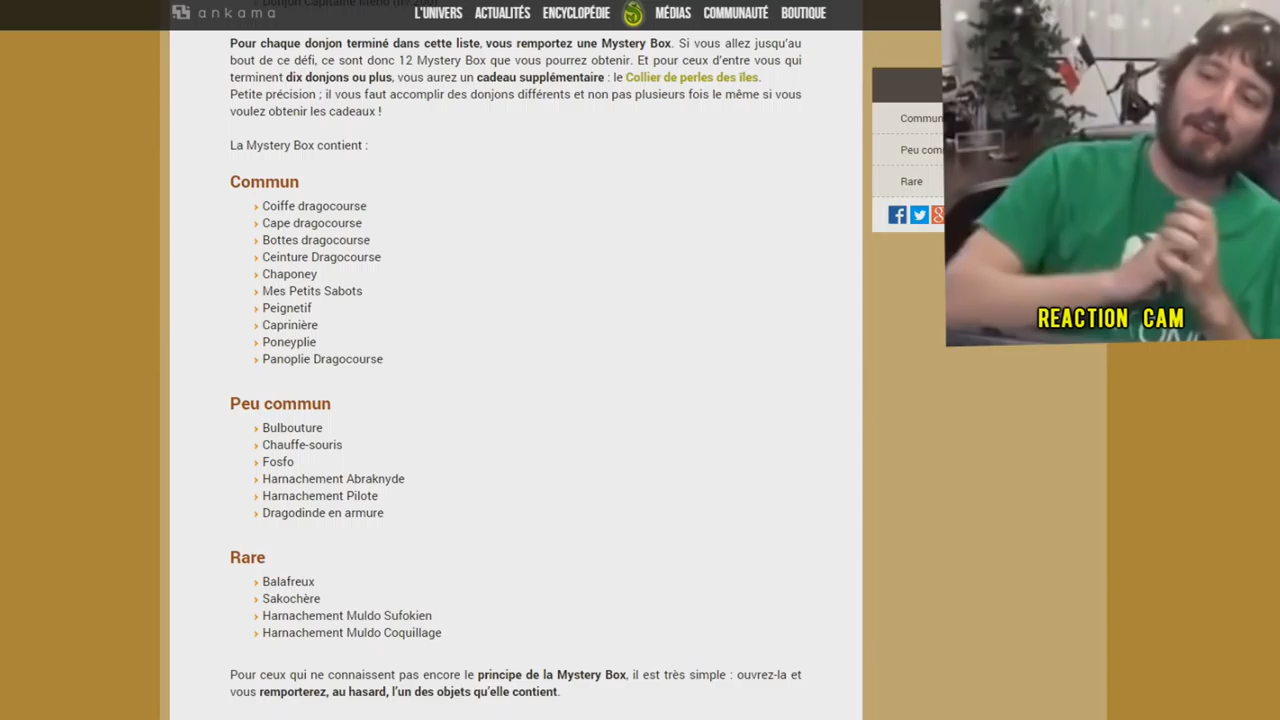 ankama
L'UNIVERS ACTUALITÉS ENCYCLOPÉDIE MÉDIAS COMMUNAUTÉ BOUTIQUE
Pour chaque donjon terminé dans cette liste, vous remportez une Mystery Box. Si vous allez jusqu'au
bout de ce défi, ce sont donc 12 Mystery Box que vous pourrez obtenir. Et pour ceux d'entre vous qui
terminent dix donjons ou plus, vous aurez un cadeau supplémentaire : le Collier de perles des îles.
Petite précision ; il vous faut accomplir des donjons différents et non pas plusieurs fois le même si vous
voulez obtenir les cadeaux !
La Mystery Box contient :
Commun
Coiffe dragocourse
Cape dragocourse
Bottes dragocourse
Ceinture Dragocourse
Chaponey
Mes Petits Sabots
Peignetif
Caprinière
Poneyplie
Panoplie Dragocourse
Peu commun
Bulbouture
Chauffe-souris
Fosfo
Harnachement Abraknyde
Harnachement Pilote
Dragodinde en armure
Rare
Balafreux
Sakochère
Harnachement Muldo Sufokien
Harnachement Muldo Coquillage
Pour ceux qui ne connaissent pas encore le principe de la Mystery Box, il est très simple : ouvrez-la et
vous remporterez, au hasard, l'un des objets qu'elle contient.
Commun
Peu com
Rare
REACTION CAM